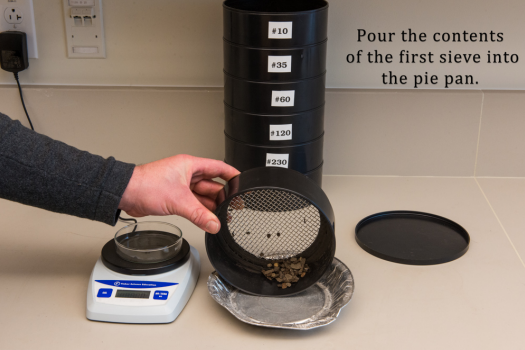 Pour the contents
of the first sieve into
the pie pan.
#10
#35
#60
#120
#230